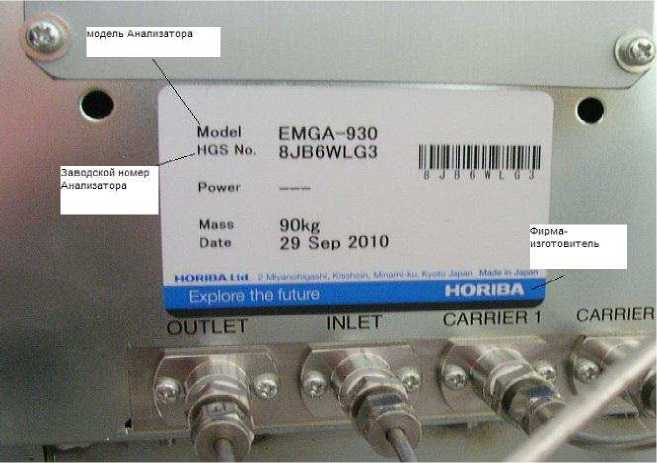 модель Анализатора
Model EMGA-930
HGS No. 8JB6WLG3
8JB6WLG3
Заводской номер
Анализатора
Power ---
Mass 90kg
Date 29 Sep 2010
Фирма-
изготовитель
HORIBA Ltd. 2 Miyanohigashi, Kisshoin, Minami-ku, Kyoto Japan Made in Japan
Explore the future HORIBA
OUTLET INLET CARRIER 1 CARRIER